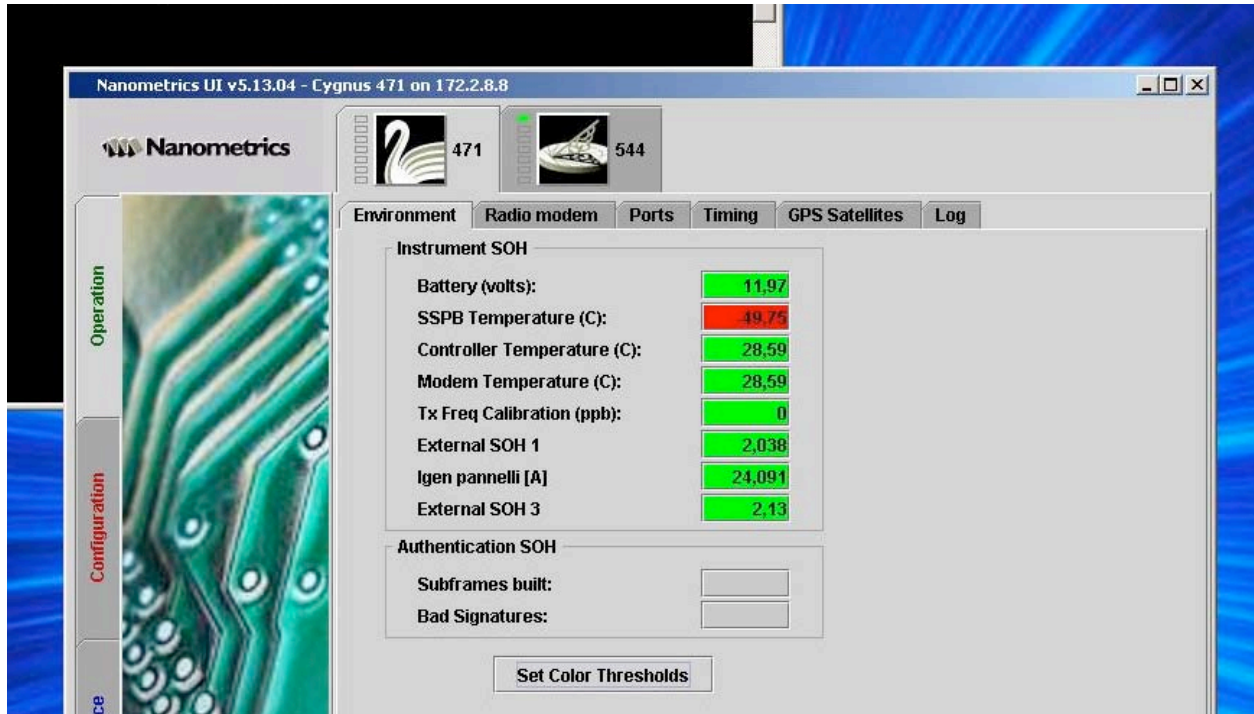 Nanometrics UI v5.13.04 - Cygnus 471 on 172.2.8.8
Nanometrics
471
544
Environment Radio modem Ports Timing GPS Satellites Log
Operation
Configuration
Instrument SOH
Battery (volts): 11,97
SSPB Temperature (C): -49,75
Controller Temperature (C): 28,59
Modem Temperature (C): 28,59
Tx Freq Calibration (ppb): 0
External SOH 1 2,038
Igen pannelli [A] 24,091
External SOH 3 2,13
Authentication SOH
Subframes built:
Bad Signatures:
Set Color Thresholds